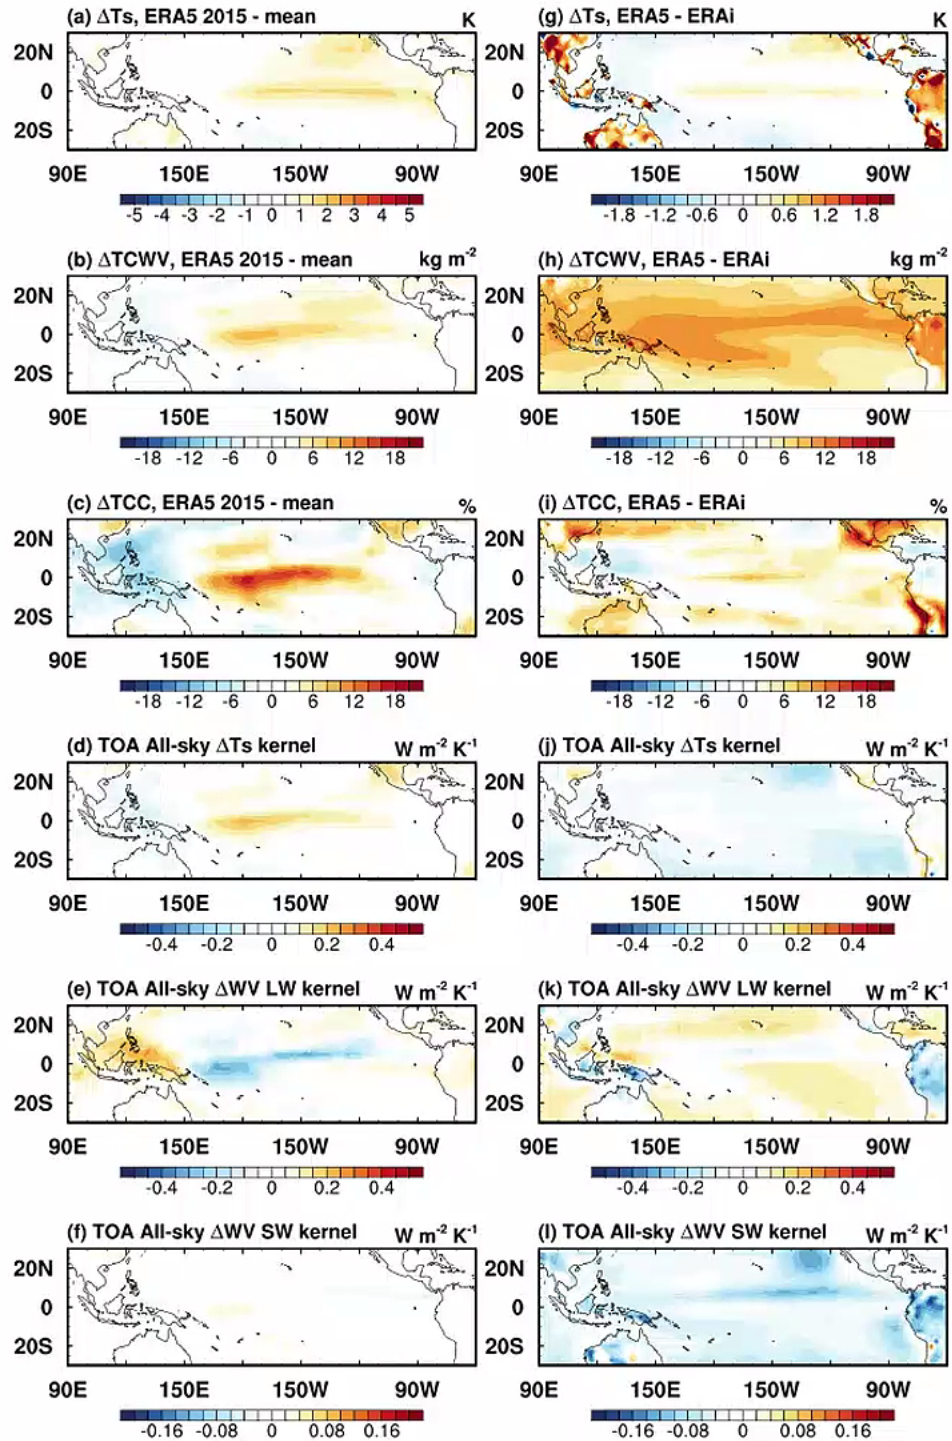 (a) ΔTs, ERA5 2015 - mean K
20N
0
20S
90E 150E 150W 90W
-5 -4 -3 -2 -1 0 1 2 3 4 5
(b) ΔTCWV, ERA5 2015 - mean kg m-2
20N
0
20S
90E 150E 150W 90W
-18 -12 -6 0 6 12 18
(c) ΔTCC, ERA5 2015 - mean %
20N
0
20S
90E 150E 150W 90W
-18 -12 -6 0 6 12 18
(d) TOA All-sky ΔTs kernel W m-2 K-1
20N
0
20S
90E 150E 150W 90W
-0.4 -0.2 0 0.2 0.4
(e) TOA All-sky ΔWV LW kernel W m-2 K-1
20N
0
20S
90E 150E 150W 90W
-0.4 -0.2 0 0.2 0.4
(f) TOA All-sky ΔWV SW kernel W m-2 K-1
20N
0
20S
90E 150E 150W 90W
-0.16 -0.08 0 0.08 0.16
(g) ΔTs, ERA5 - ERAi K
20N
0
20S
90E 150E 150W 90W
-1.8 -1.2 -0.6 0 0.6 1.2 1.8
(h) ΔTCWV, ERA5 - ERAi kg m-2
20N
0
20S
90E 150E 150W 90W
-18 -12 -6 0 6 12 18
(i) ΔTCC, ERA5 - ERAi %
20N
0
20S
90E 150E 150W 90W
-18 -12 -6 0 6 12 18
(j) TOA All-sky ΔTs kernel W m-2 K-1
20N
0
20S
90E 150E 150W 90W
-0.4 -0.2 0 0.2 0.4
(k) TOA All-sky ΔWV LW kernel W m-2 K-1
20N
0
20S
90E 150E 150W 90W
-0.4 -0.2 0 0.2 0.4
(l) TOA All-sky ΔWV SW kernel W m-2 K-1
20N
0
20S
90E 150E 150W 90W
-0.16 -0.08 0 0.08 0.16